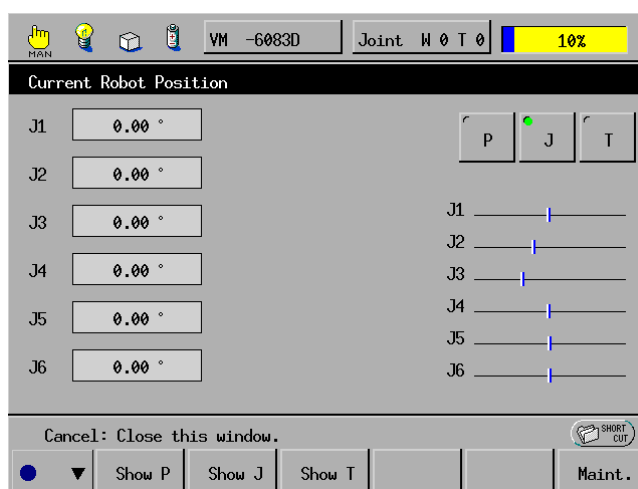 MAN VM -6083D Joint W 0 T 0 10%
Current Robot Position
J1 0.00 °
P J T
J2 0.00 °
J3 0.00 °
J4 0.00 °
J5 0.00 °
J6 0.00 °
J1
J2
J3
J4
J5
J6
Cancel: Close this window.
SHORT
CUT
Show P Show J Show T Maint.